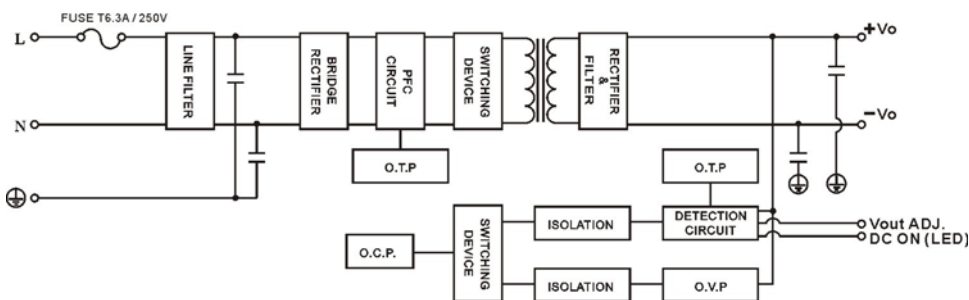 FUSE T6.3A / 250V
L
N
LINE FILTER
BRIDGE
RECTIFIER
PFC
CIRCUIT
SWITCHING
DEVICE
RECTIFIER
&
FILTER
+Vo
-Vo
O.T.P
O.T.P
O.C.P.
SWITCHING
DEVICE
ISOLATION
DETECTION
CIRCUIT
Vout ADJ.
DC ON (LED)
ISOLATION
O.V.P